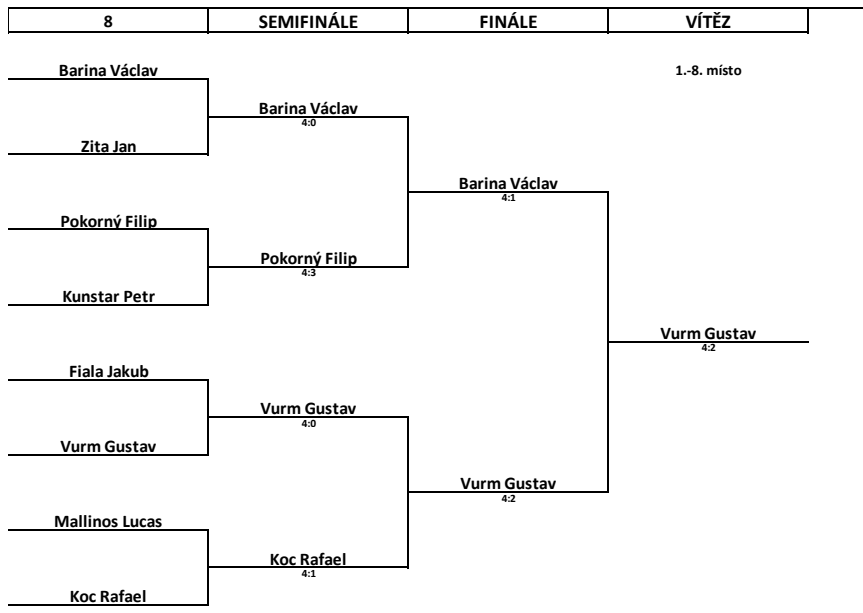 8 SEMIFINÁLE FINÁLE VÍTĚZ
Barina Václav 1.-8. místo
Barina Václav
4:0
Zita Jan
Barina Václav
4:1
Pokorný Filip
Pokorný Filip
4:3
Kunstar Petr
Vurm Gustav
4:2
Fiala Jakub
Vurm Gustav
4:0
Vurm Gustav
Vurm Gustav
4:2
Mallinos Lucas
Koc Rafael
4:1
Koc Rafael